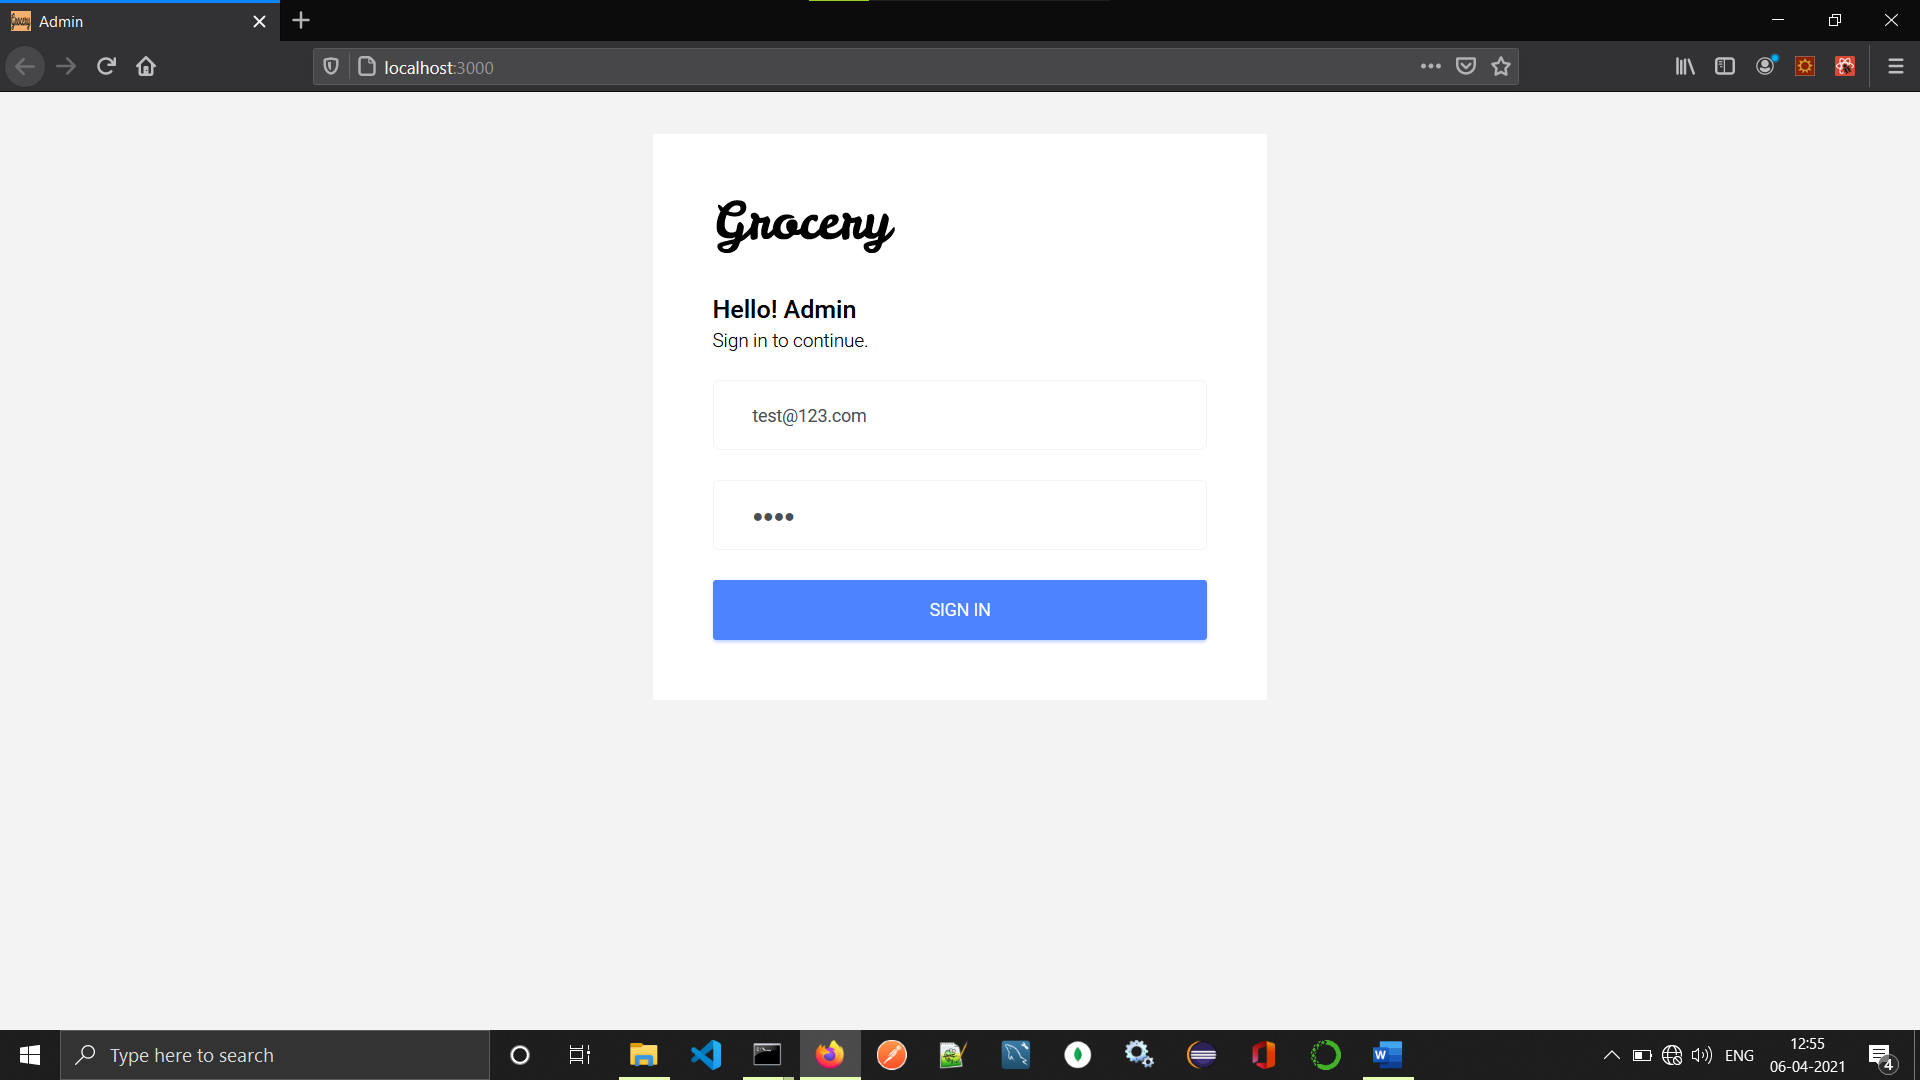 Admin
localhost:3000
Grocery
Hello! Admin
Sign in to continue.
test@123.com
••••
SIGN IN
Type here to search
ENG
12:55
06-04-2021
4